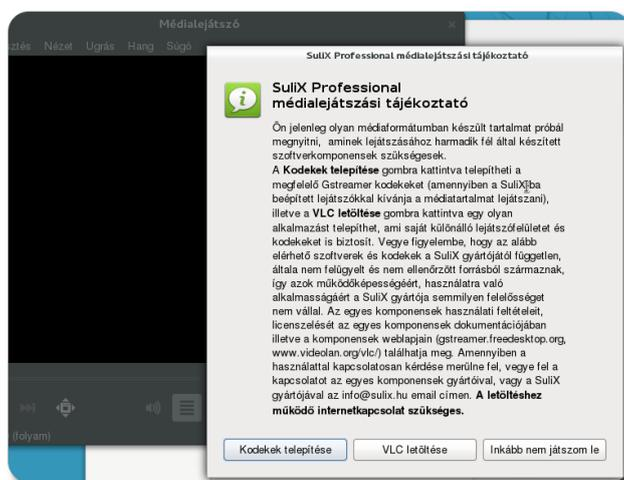 Médialejátszó
sztés Nézet Ugrás Hang Súgó
SuliX Professional médialejátszási tájékoztató
SuliX Professional
médialejátszási tájékoztató
Ön jelenleg olyan médiaformátumban készült tartalmat próbál
megnyitni, aminek lejátszásához harmadik fél által készített
szoftverkomponensek szükségesek.
A Kodekek telepítése gombra kattintva telepítheti a
megfelelő Gstreamer kodekeket (amennyiben a SuliX-ba
beépített lejátszókkal kívánja a médiatartalmat lejátszani),
illetve a VLC letöltése gombra kattintva egy olyan
alkalmazást telepíthet, ami saját különálló lejátszófelületet és
kodekeket is biztosít. Vegye figyelembe, hogy az alább
elérhető szoftverek és kodekek a SuliX gyártójától független,
általa nem felügyelt és nem ellenőrzött forrásból származnak,
így azok működőképességéért, használatra való
alkalmasságáért a SuliX gyártója semmilyen felelősséget
nem vállal. Az egyes komponensek használati feltételeit,
licenszelését az egyes komponensek dokumentációjában
illetve a komponensek weblapjain (gstreamer.freedesktop.org,
www.videolan.org/vlc/) találhatja meg. Amennyiben a
használattal kapcsolatosan kérdése merülne fel, vegye fel a
kapcsolatot az egyes komponensek gyártóival, vagy a SuliX
gyártójával az info@sulix.hu email címen. A letöltéshez
működő internetkapcsolat szükséges.
(folyam)
Kodekek telepítése VLC letöltése Inkább nem játszom le